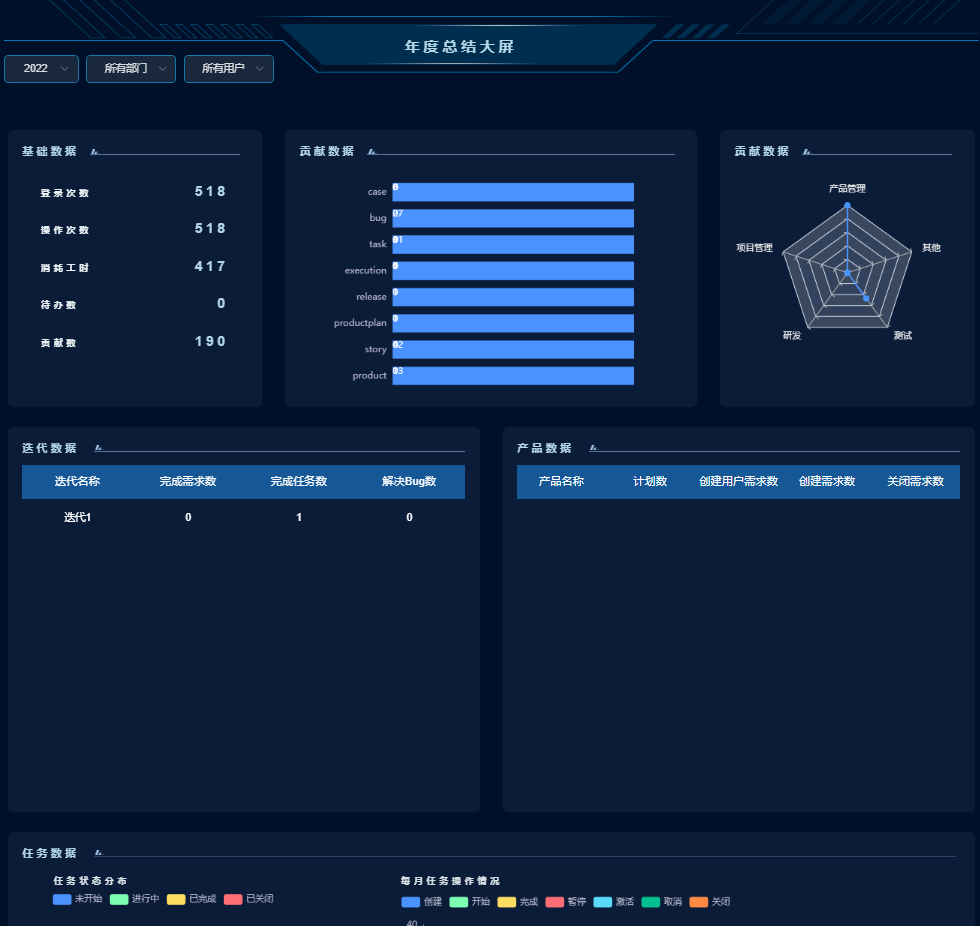 年度总结大屏
2022 所有部门 所有用户
基础数据
登录次数 518
操作次数 518
消耗工时 417
待办数 0
贡献数 190
贡献数据
case
bug
task
execution
release
productplan
story
product
贡献数据
产品管理
项目管理 其他
研发 测试
迭代数据
迭代名称 完成需求数 完成任务数 解决Bug数
迭代1 0 1 0
产品数据
产品名称 计划数 创建用户需求数 创建需求数 关闭需求数
任务数据
任务状态分布
未开始 进行中 已完成 已关闭
每月任务操作情况
创建 开始 完成 暂停 激活 取消 关闭
40